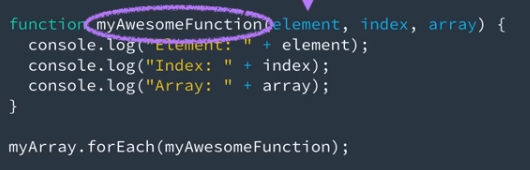 function myAwesomeFunction(element, index, array) {
console.log("Element: " + element);
console.log("Index: " + index);
console.log("Array: " + array);
}
myArray.forEach(myAwesomeFunction);